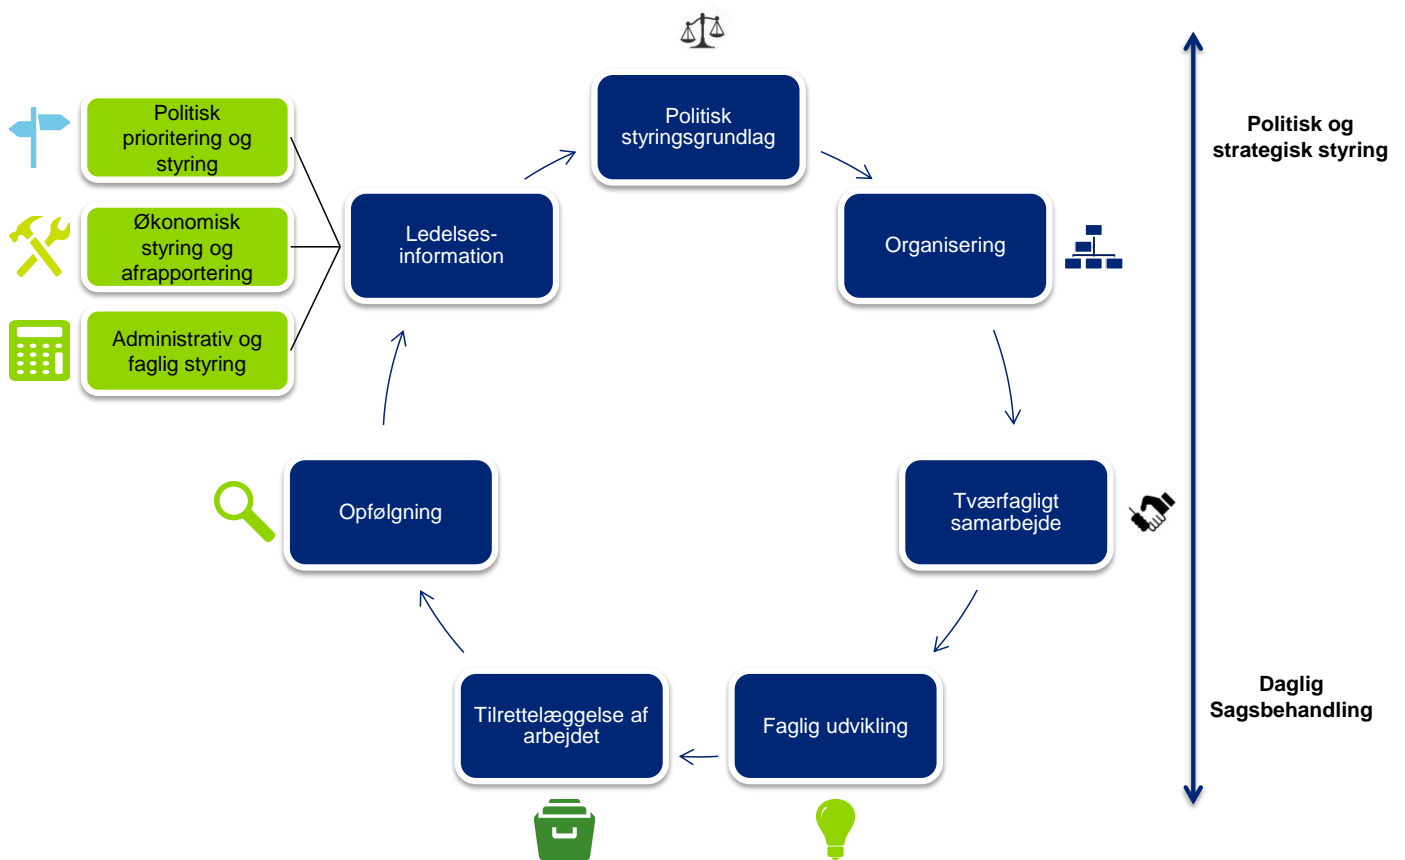 Politisk
styringsgrundlag
Politisk
prioritering og
styring
Økonomisk
styring og
afrapportering
Administrativ og
faglig styring
Ledelses-
information
Organisering
Politisk og
strategisk styring
Opfølgning
Tværfagligt
samarbejde
Tilrettelæggelse af
arbejdet
Faglig udvikling
Daglig
Sagsbehandling